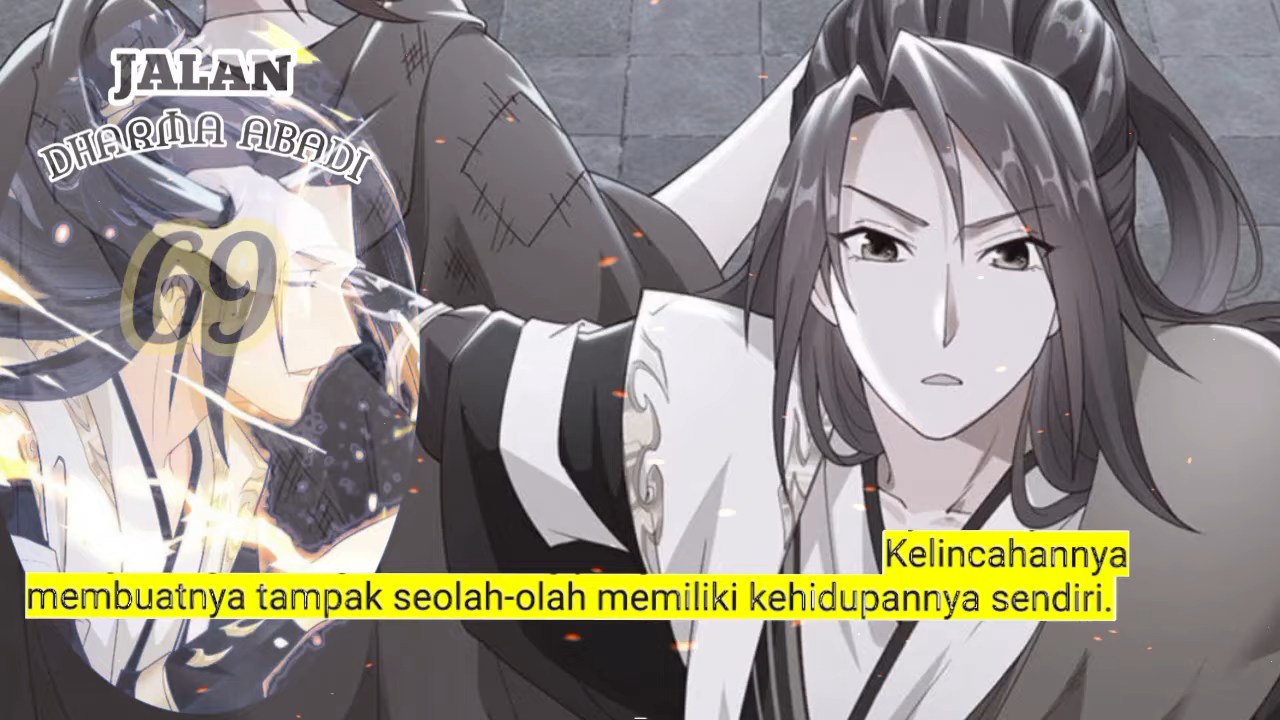 JALAN
DHARMA ABADI
69
Kelincahannya
membuatnya tampak seolah-olah memiliki kehidupannya sendiri.